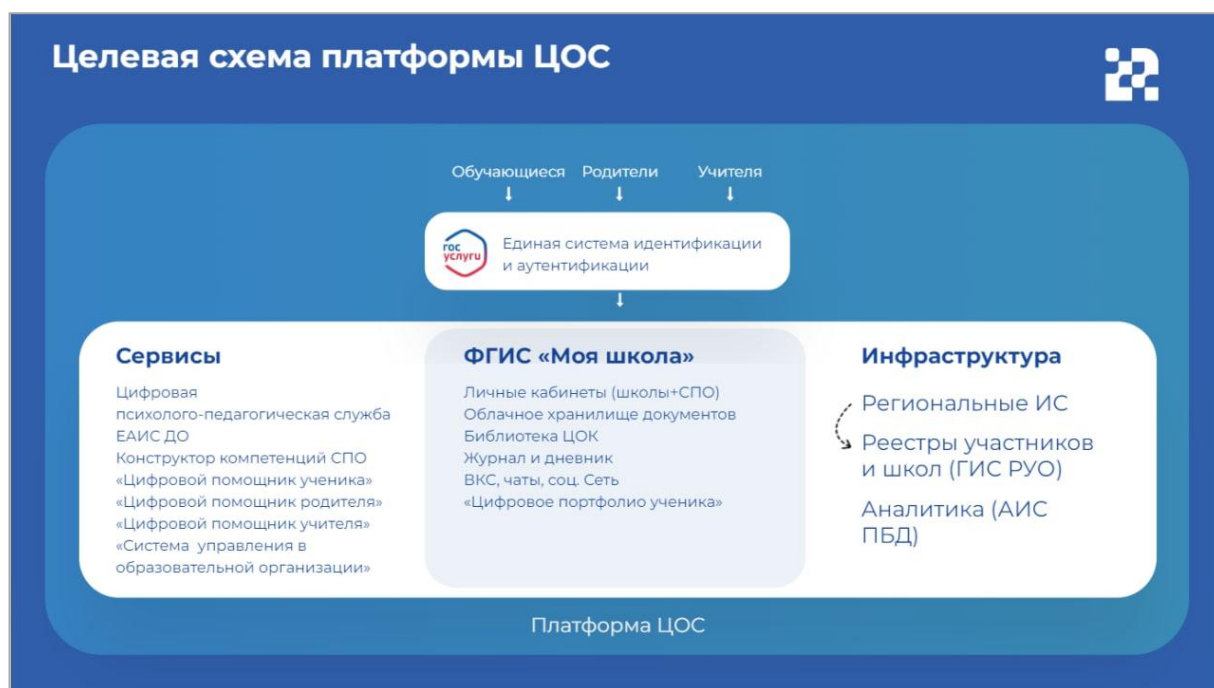 Целевая схема платформы ЦОС
Обучающиеся Родители Учителя
гос
услуги
Единая система идентификации
и аутентификации
Сервисы
Цифровая
психолого-педагогическая служба
ЕАИС ДО
Конструктор компетенций СПО
«Цифровой помощник ученика»
«Цифровой помощник родителя»
«Цифровой помощник учителя»
«Система управления в
образовательной организации»
ФГИС «Моя школа»
Личные кабинеты (школы+СПО)
Облачное хранилище документов
Библиотека ЦОК
Журнал и дневник
ВКС, чаты, соц. Сеть
«Цифровое портфолио ученика»
Инфраструктура
Региональные ИС
Реестры участников
и школ (ГИС РУО)
Аналитика (АИС
ПБД)
Платформа ЦОС